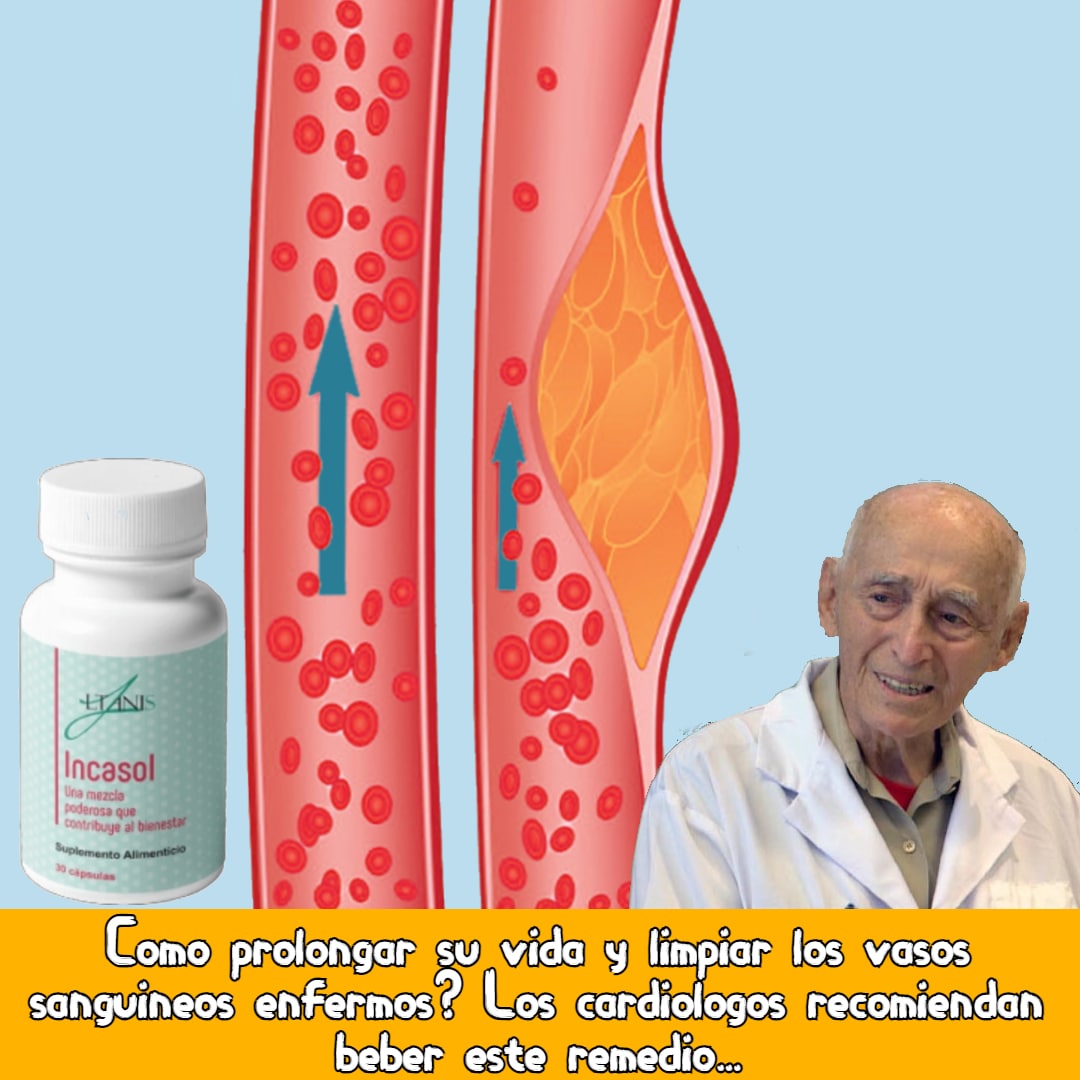 LTANIS
Incasol
Una mezcla
poderosa que
contribuye al bienestar
Suplemento Alimenticio
30 cápsulas
Como prolongar su vida y limpiar los vasos
sanguineos enfermos? Los cardiologos recomiendan
beber este remedio...